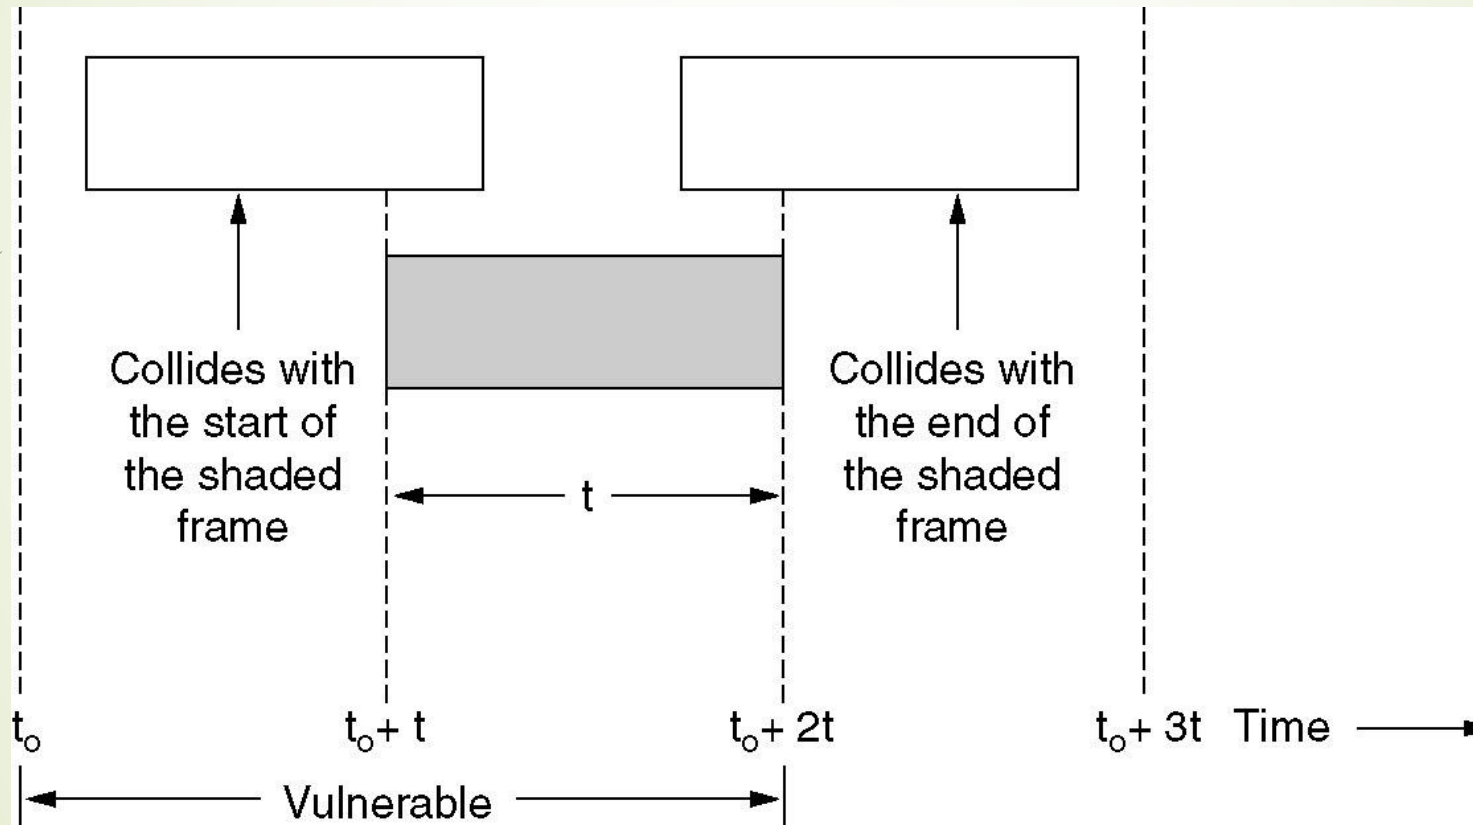 Collides with
the start of
the shaded
frame
t
Collides with
the end of
the shaded
frame
to
to+ t
to+ 2t
to+ 3t
Time
Vulnerable